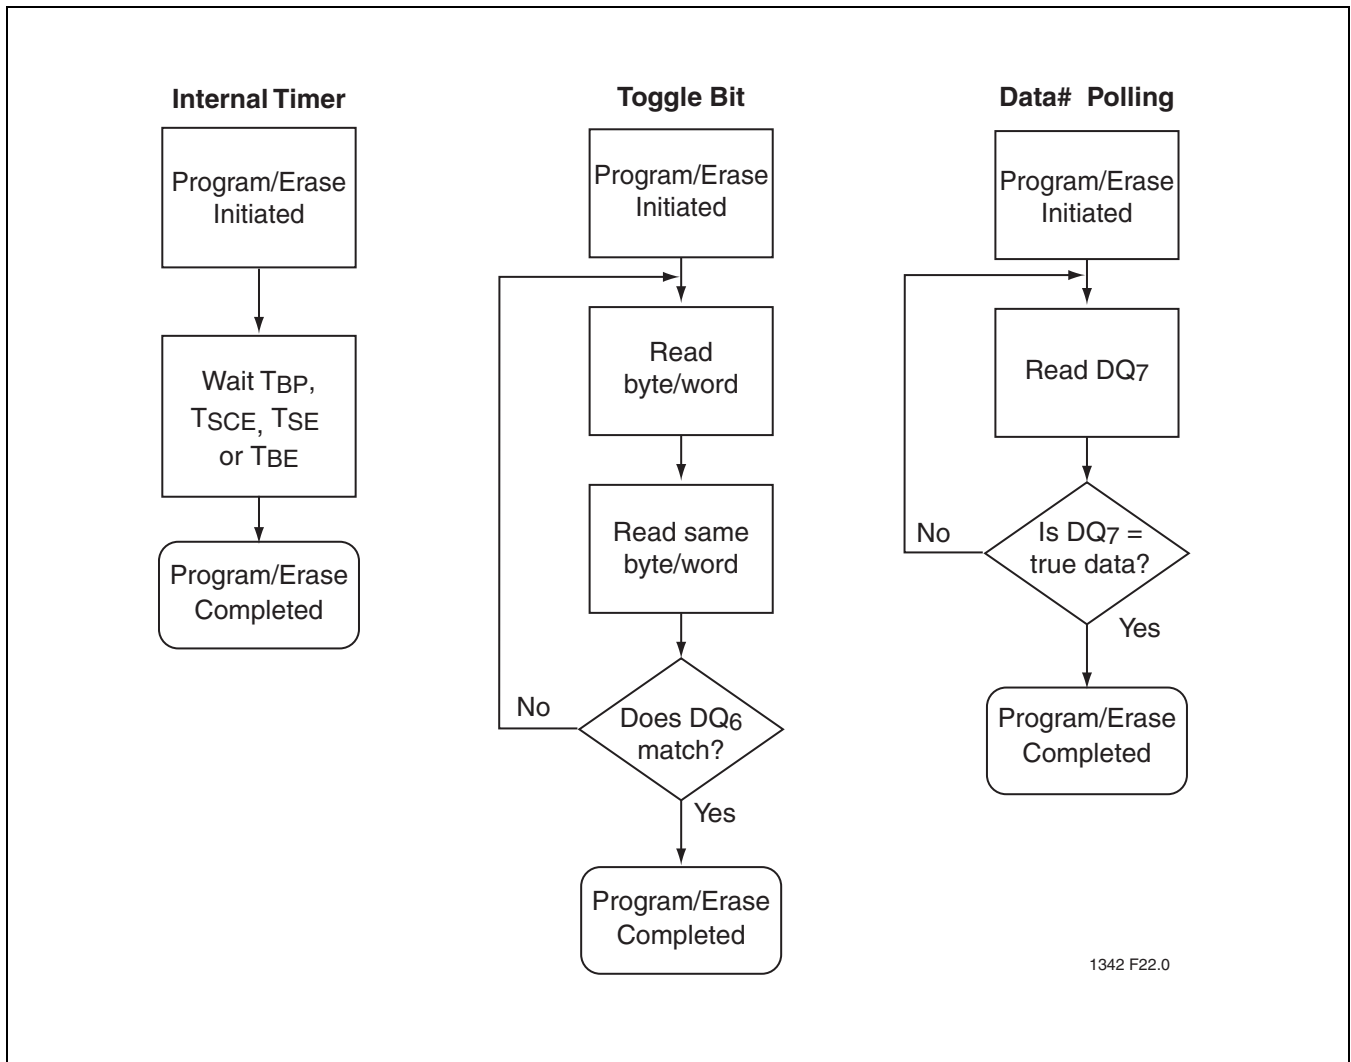 Internal Timer
Program/Erase
Initiated
Wait TBP,
TSCE, TSE
or TBE
Program/Erase
Completed
Toggle Bit
Program/Erase
Initiated
Read
byte/word
Read same
byte/word
Does DQ6
match?
No
Yes
Program/Erase
Completed
Data# Polling
Program/Erase
Initiated
Read DQ7
Is DQ7 =
true data?
No
Yes
Program/Erase
Completed
1342 F22.0